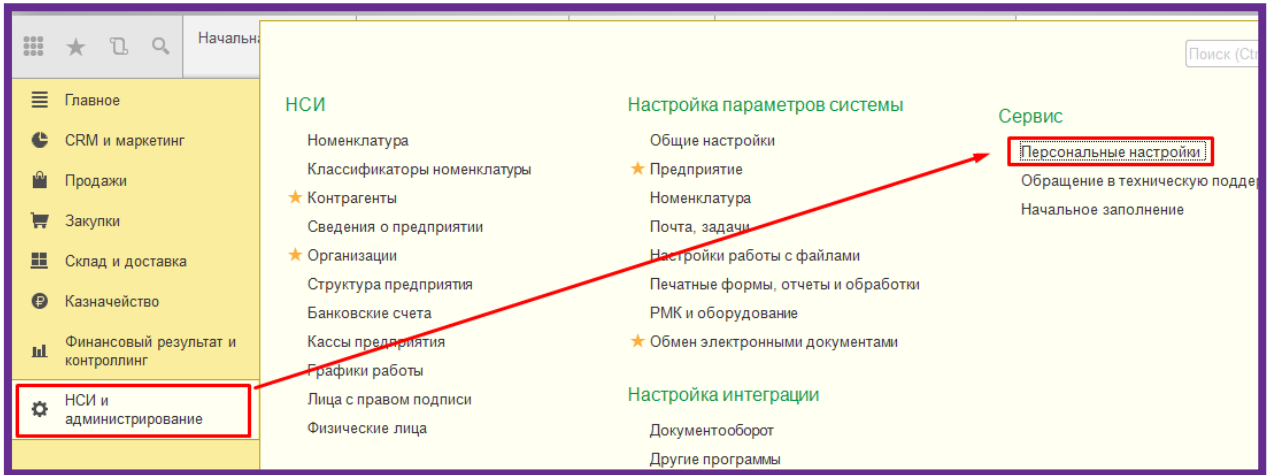 Начальна
Поиск (Ctr
Главное
CRM и маркетинг
Продажи
Закупки
Склад и доставка
Казначейство
Финансовый результат и
контроллинг
НСИ и
администрирование
НСИ
Номенклатура
Классификаторы номенклатуры
Контрагенты
Сведения о предприятии
Организации
Структура предприятия
Банковские счета
Кассы предприятия
Графики работы
Лица с правом подписи
Физические лица
Настройка параметров системы
Общие настройки
Предприятие
Номенклатура
Почта, задачи
Настройки работы с файлами
Печатные формы, отчеты и обработки
РМК и оборудование
Обмен электронными документами
Настройка интеграции
Документооборот
Другие программы
Сервис
Персональные настройки
Обращение в техническую поддер
Начальное заполнение